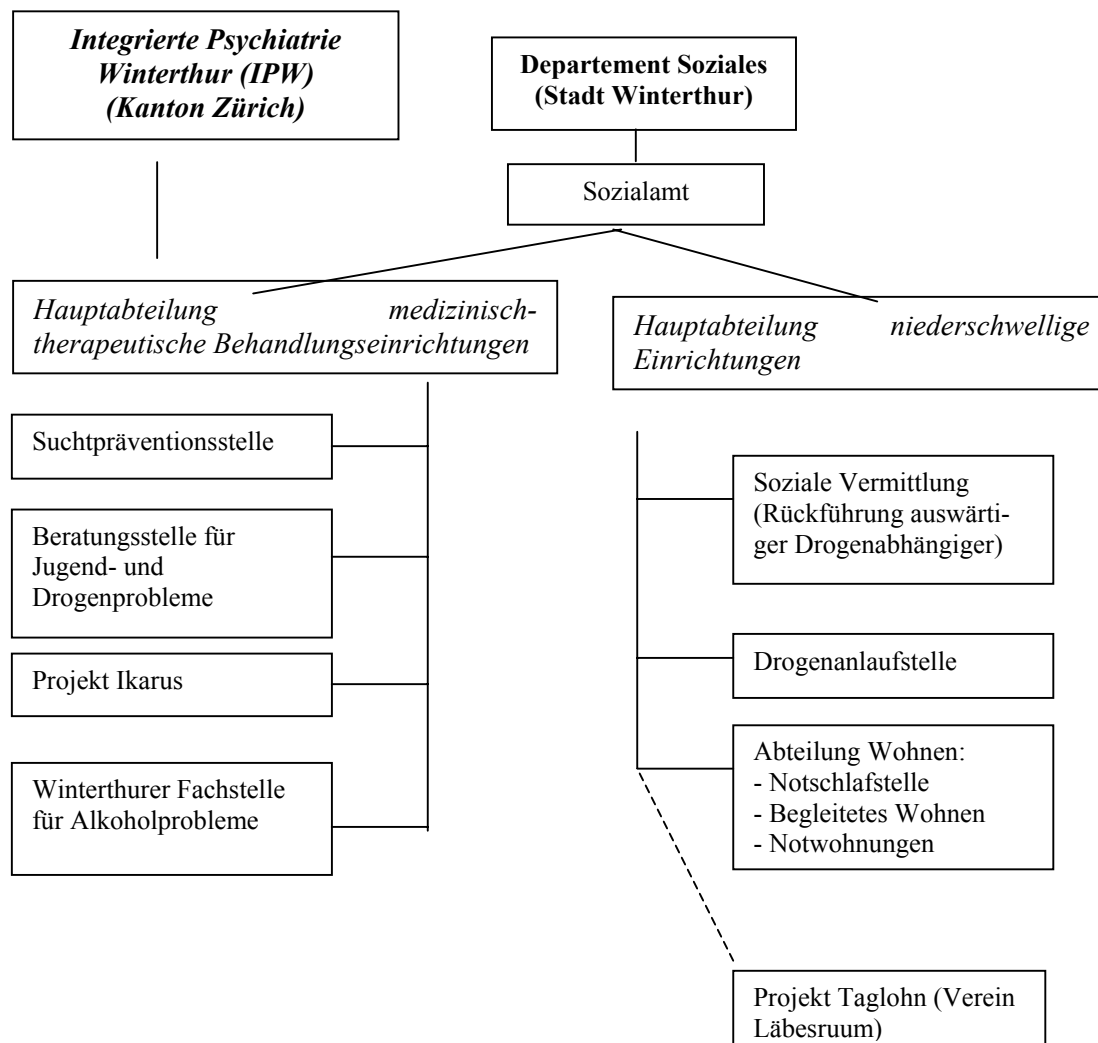 Integrierte Psychiatrie
Winterthur (IPW)
(Kanton Zürich)
Departement Soziales
(Stadt Winterthur)
Sozialamt
Hauptabteilung medizinisch-
therapeutische Behandlungseinrichtungen
Hauptabteilung niederschwellige
Einrichtungen
Suchtpräventionsstelle
Beratungsstelle für
Jugend- und
Drogenprobleme
Projekt Ikarus
Winterthurer Fachstelle
für Alkoholprobleme
Soziale Vermittlung
(Rückführung auswärti-
ger Drogenabhängiger)
Drogenanlaufstelle
Abteilung Wohnen:
- Notschlafstelle
- Begleitetes Wohnen
- Notwohnungen
Projekt Taglohn (Verein
Läbesruum)